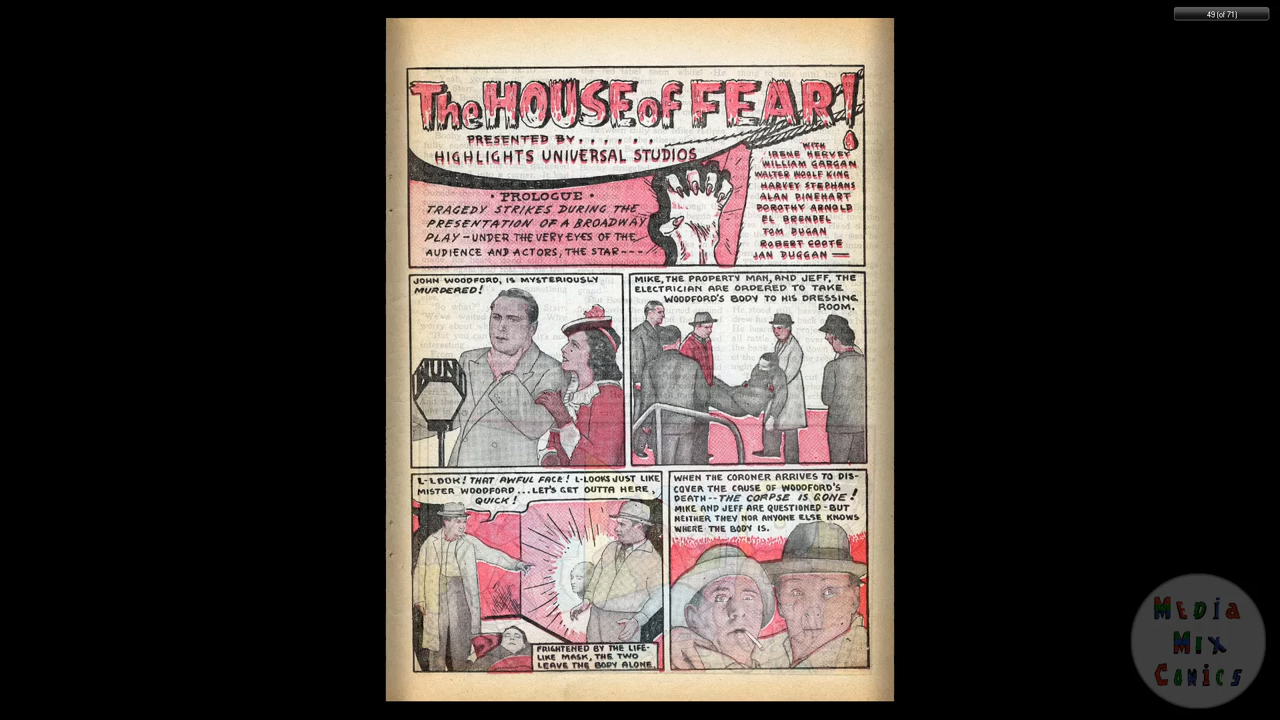 49 (of 71)
The HOUSE of FEAR!
PRESENTED BY......
HIGHLIGHTS UNIVERSAL STUDIOS
WITH
IRENE HERVEY
WILLIAM GARGAN
WALTER WOOLF KING
HARVEY STEPHANS
ALAN DINEHART
DOROTHY ARNOLD
EL BRENDEL
TOM DUGAN
ROBERT COOTE
JAN DUGGAN
· PROLOGUE ·
TRAGEDY STRIKES DURING THE
PRESENTATION OF A BROADWAY
PLAY - UNDER THE VERY EYES OF THE
AUDIENCE AND ACTORS, THE STAR---
JOHN WOODFORD, IS MYSTERIOUSLY
MURDERED!
HUN
MIKE, THE PROPERTY MAN, AND JEFF, THE
ELECTRICIAN ARE ORDERED TO TAKE
WOODFORD'S BODY TO HIS DRESSING
ROOM.
L-LOOK! THAT AWFUL FACE! L-LOOKS JUST LIKE
MISTER WOODFORD...LET'S GET OUTTA HERE,
QUICK!
FRIGHTENED BY THE LIFE-
LIKE MASK, THE TWO
LEAVE THE BODY ALONE.
WHEN THE CORONER ARRIVES TO DIS-
COVER THE CAUSE OF WOODFORD'S
DEATH--THE CORPSE IS GONE!
MIKE AND JEFF ARE QUESTIONED-BUT
NEITHER THEY NOR ANYONE ELSE KNOWS
WHERE THE BODY IS.
MEDiA
MiX
COMiCS